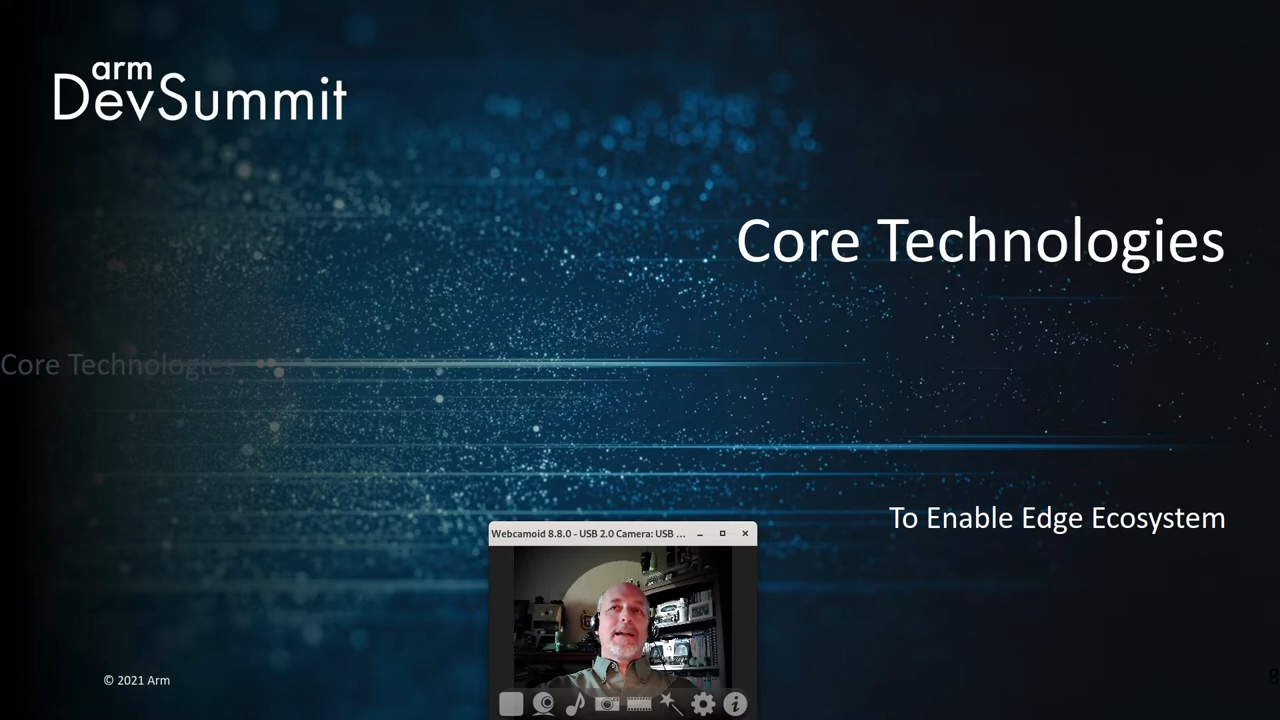 arm
DevSummit
Core Technologies
Core Technologies
To Enable Edge Ecosystem
Webcamoid 8.8.0 - USB 2.0 Camera: USB ...
© 2021 Arm
8